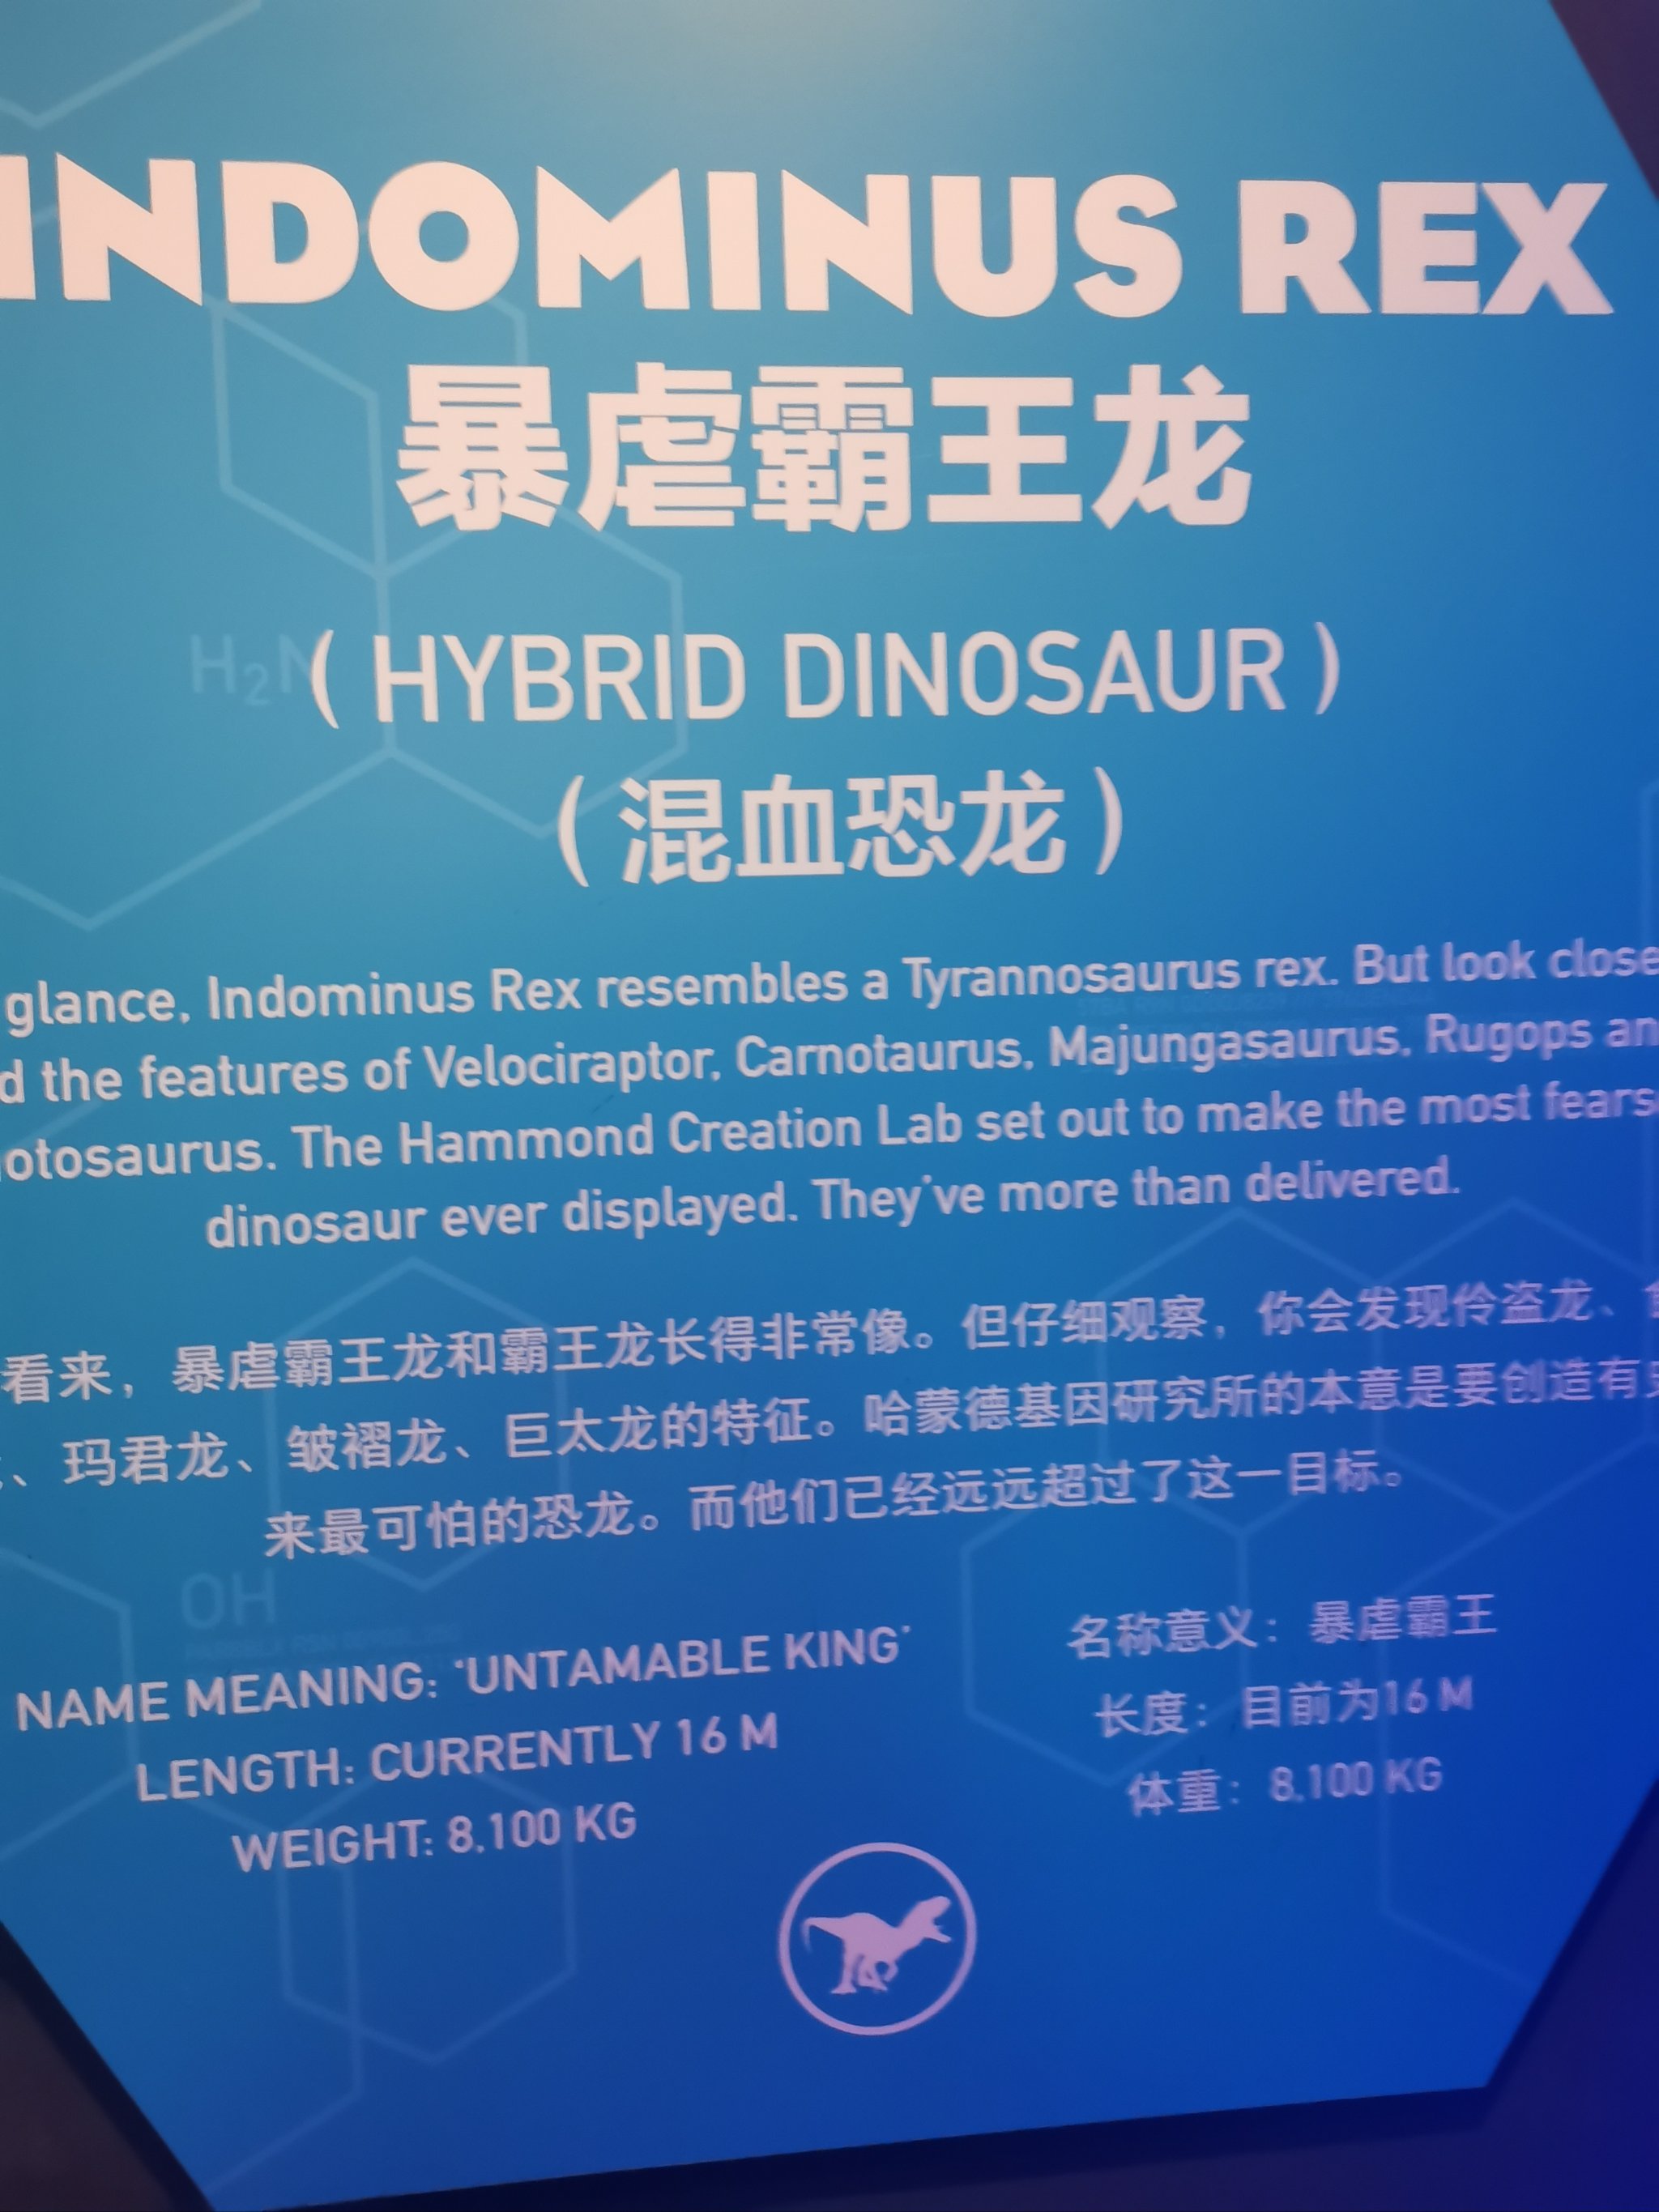 INDOMINUS REX
暴虐霸王龙
H₂N
( HYBRID DINOSAUR )
( 混血恐龙 )
glance, Indominus Rex resembles a Tyrannosaurus rex. But look close
d the features of Velociraptor, Carnotaurus, Majungasaurus, Rugops an
otosaurus. The Hammond Creation Lab set out to make the most fears
dinosaur ever displayed. They've more than delivered.
看来，暴虐霸王龙和霸王龙长得非常像。但仔细观察，你会发现伶盗龙、
、玛君龙、皱褶龙、巨太龙的特征。哈蒙德基因研究所的本意是要创造有
来最可怕的恐龙。而他们已经远远超过了这一目标。
OH
NAME MEANING: 'UNTAMABLE KING'
LENGTH: CURRENTLY 16 M
WEIGHT: 8,100 KG
名称意义：暴虐霸王
长度：目前为16 M
体重：8,100 KG